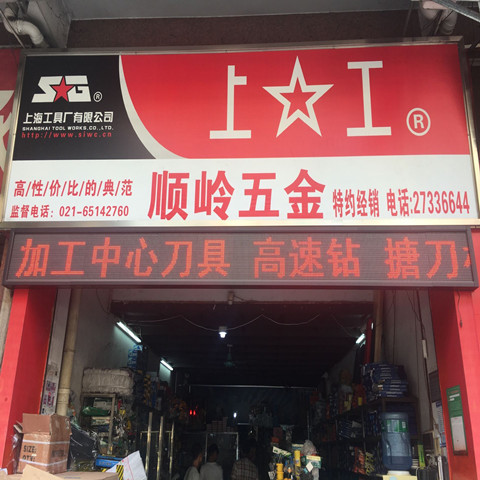 SG®
上海工具厂有限公司
SHANGHAI TOOL WORKS.CO.,LTD.
http://www.siwc.cn
上☆工®
高/性/价/比/的/典/范
监督电话：021-65142760
顺岭五金
特约经销 电话:27336644
加工中心刀具 高速钻 搪刀